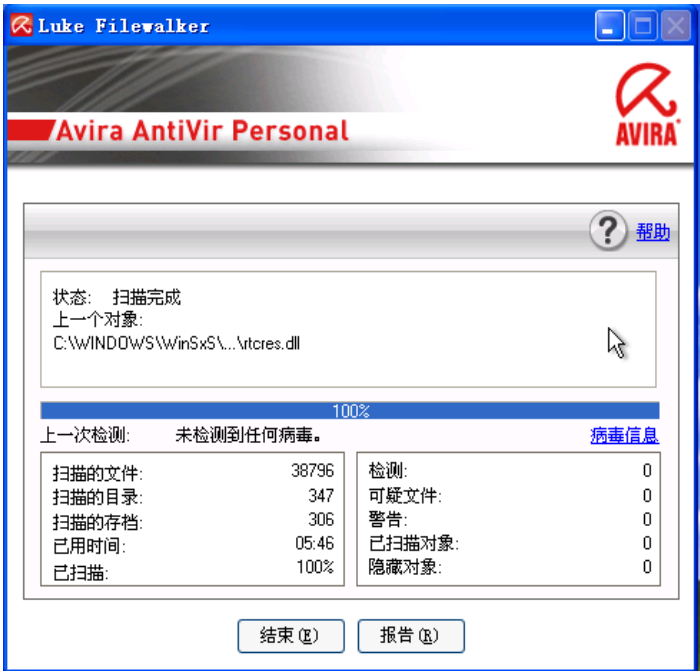 Luke Filewalker
Avira AntiVir Personal
AVIRA
? 帮助
状态: 扫描完成
上一个对象:
C:\WINDOWS\WinSxS\...\rtcres.dll
100%
上一次检测: 未检测到任何病毒。 病毒信息
扫描的文件: 38796
扫描的目录: 347
扫描的存档: 306
已用时间: 05:46
已扫描: 100%
检测: 0
可疑文件: 0
警告: 0
已扫描对象: 0
隐藏对象: 0
结束(E) 报告(R)